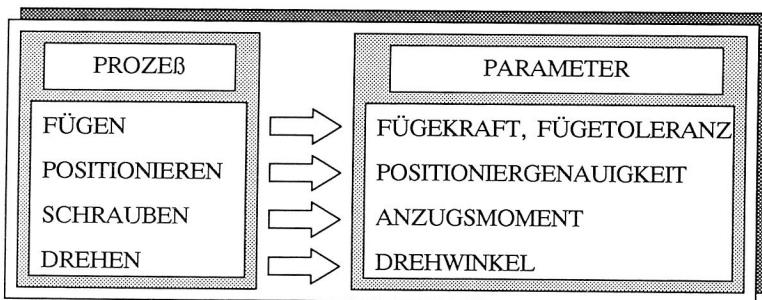 PROZEß PARAMETER
FÜGEN FÜGEKRAFT, FÜGETOLERANZ
POSITIONIEREN POSITIONIERGENAUIGKEIT
SCHRAUBEN ANZUGSMOMENT
DREHEN DREHWINKEL